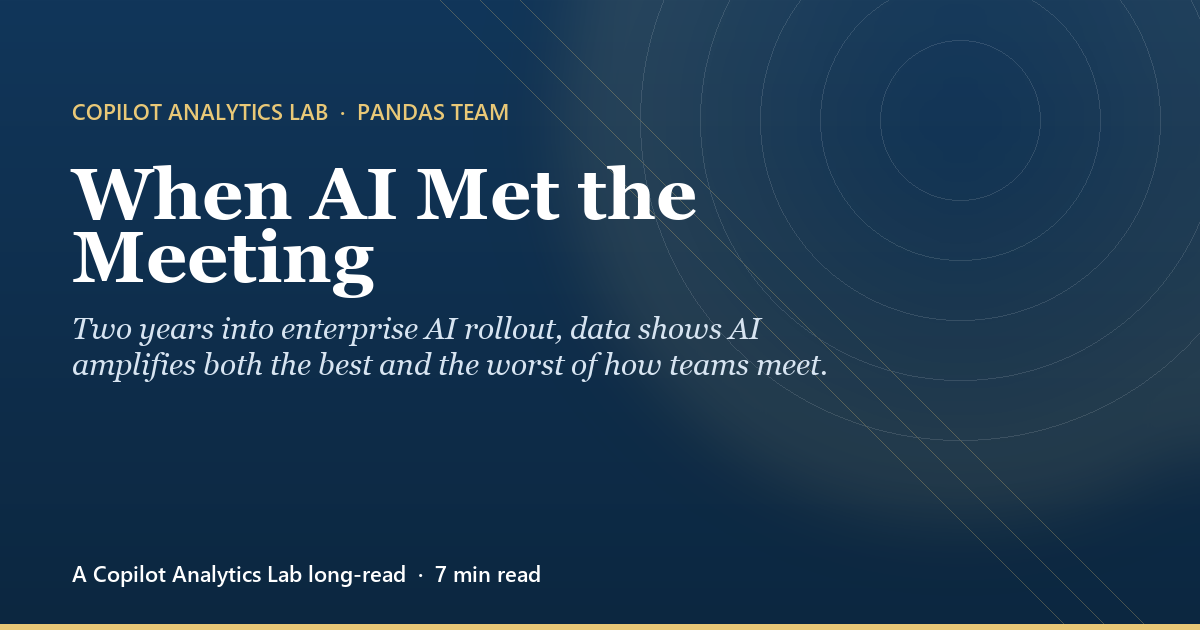 COPILOT ANALYTICS LAB · PANDAS TEAM
When AI Met the
Meeting
Two years into enterprise AI rollout, data shows AI
amplifies both the best and the worst of how teams meet.
A Copilot Analytics Lab long-read · 7 min read